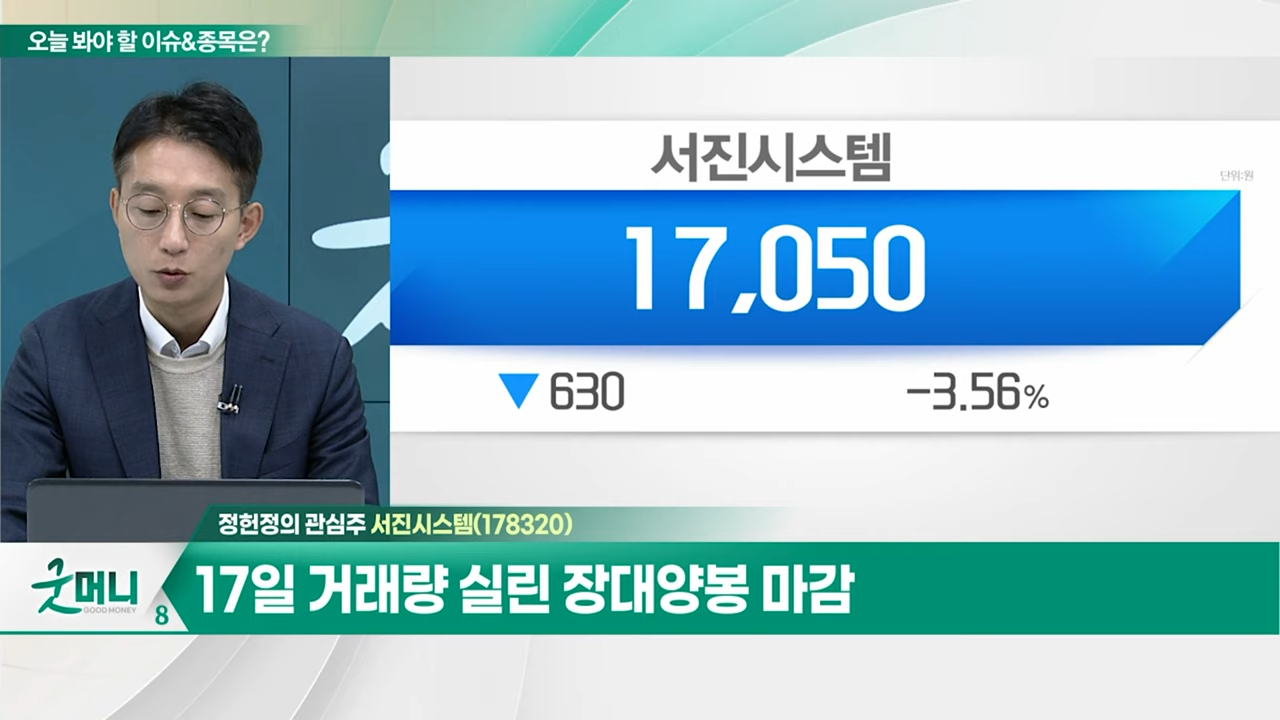 오늘 봐야 할 이슈&종목은?
서진시스템
단위:원
17,050
▼630 -3.56%
정헌정의 관심주 서진시스템(178320)
굿머니
GOOD MONEY
8
17일 거래량 실린 장대양봉 마감